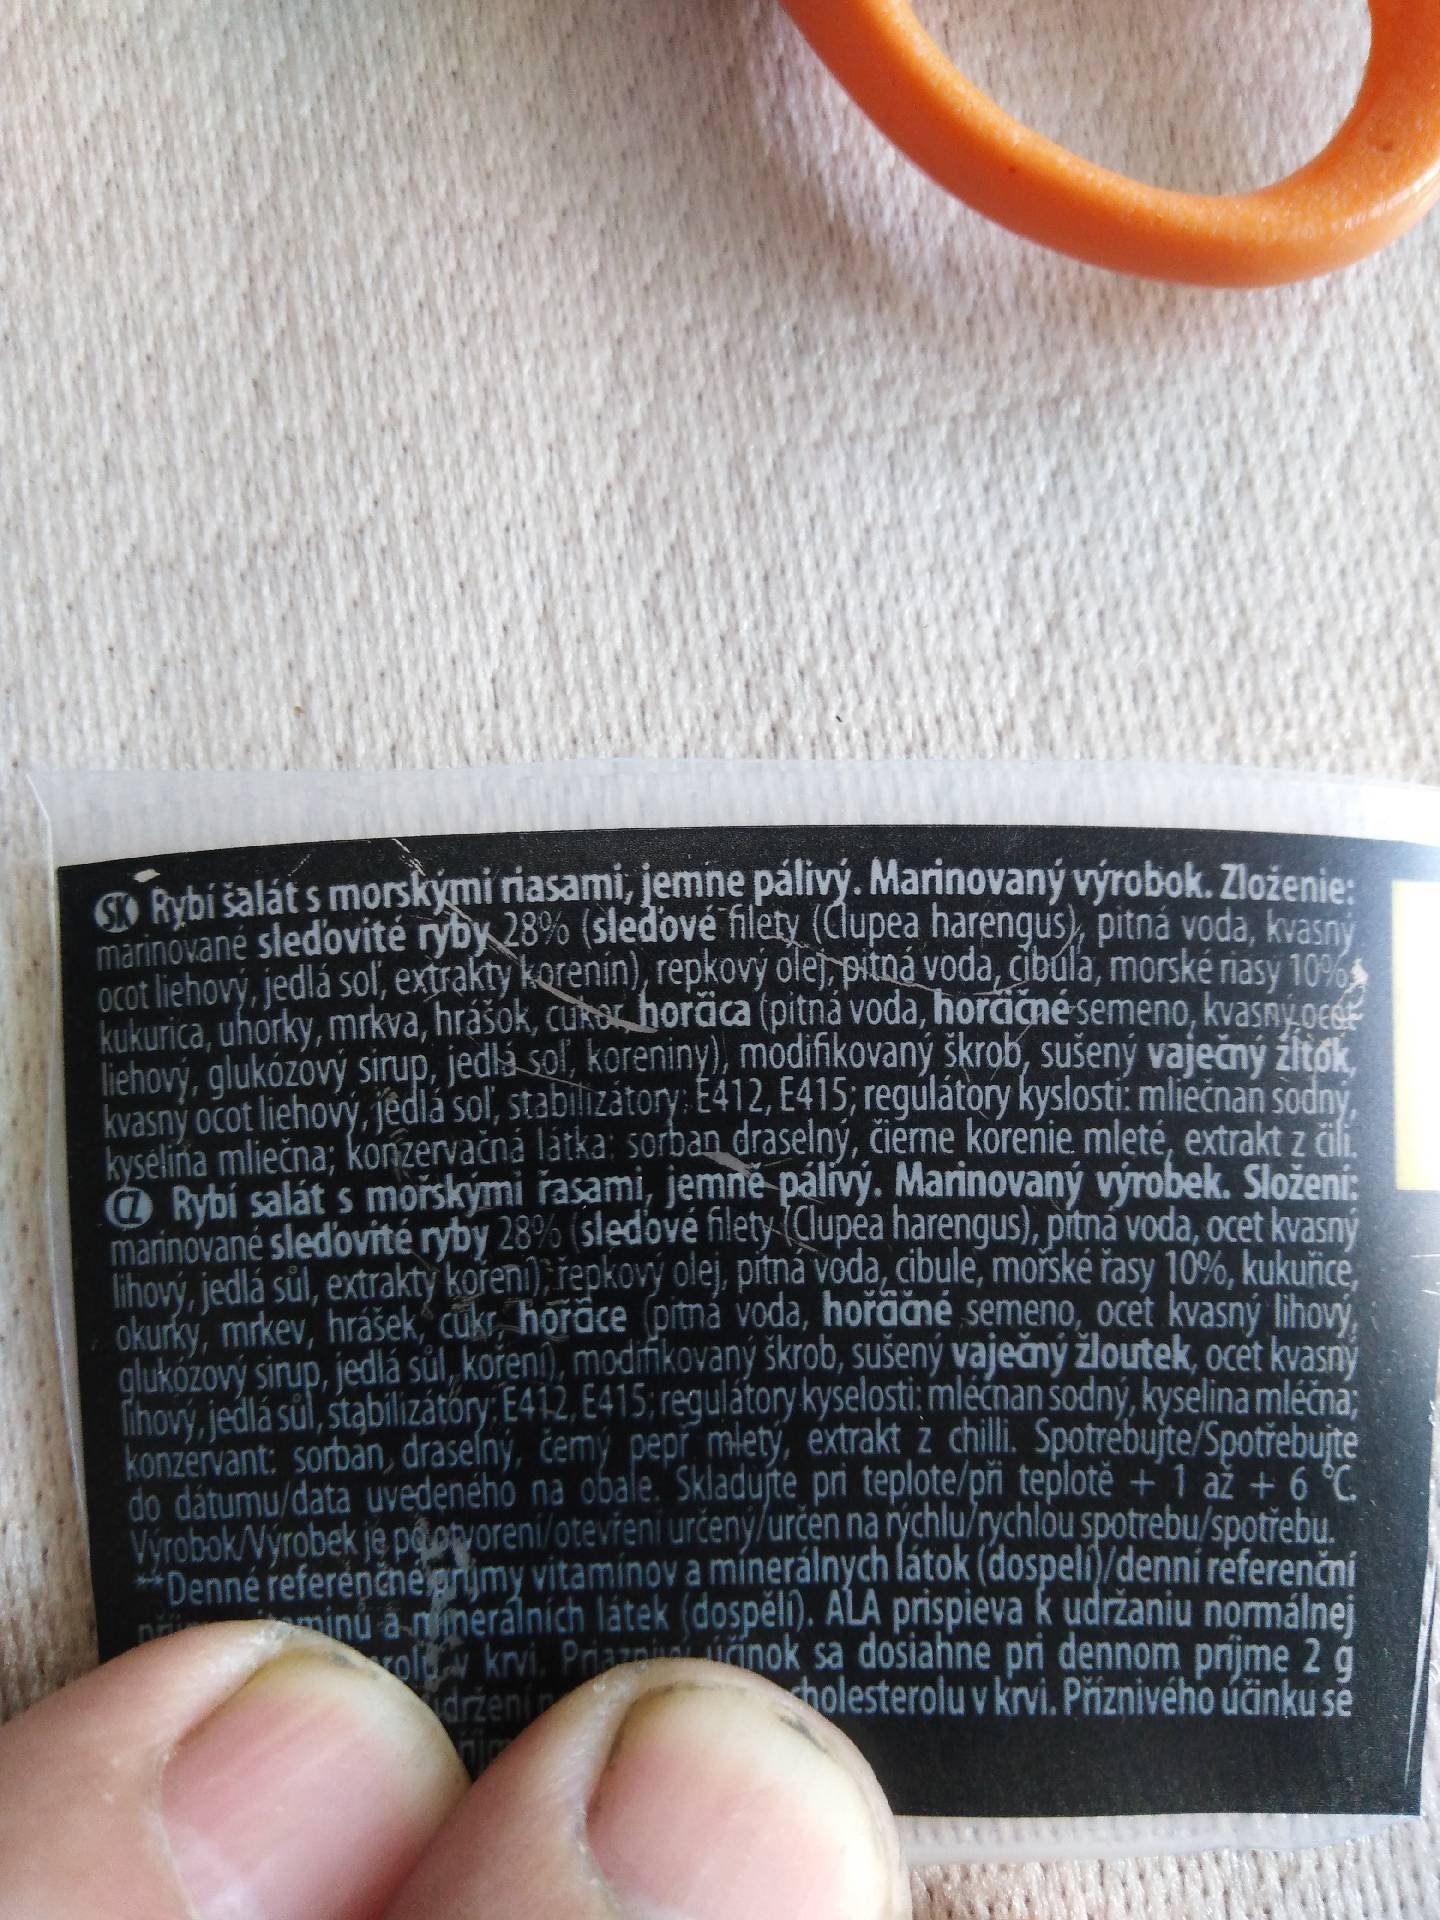 SK Rybí šalát s morskými riasami, jemne pálivý. Marinovaný výrobok. Zloženie:
marinované sleďovité ryby 28% (sleďové filety (Clupea harengus), pitná voda, kvasný
ocot liehový, jedlá soľ, extrakty korenín), repkový olej, pitná voda, cibuľa, morské riasy 10%,
kukurica, uhorky, mrkva, hrášok, cukor, horčica (pitná voda, horčičné semeno, kvasný ocot
liehový, glukózový sirup, jedlá soľ, koreniny), modifikovaný škrob, sušený vaječný žĺtok,
kvasný ocot liehový, jedlá soľ, stabilizátory: E412, E415; regulátory kyslosti: mliečnan sodný,
kyselina mliečna; konzervačná látka: sorban draselný, čierne korenie mleté, extrakt z čili.
CZ Rybí salát s mořskými řasami, jemně pálivý. Marinovaný výrobek. Složení:
marinované sleďovité ryby 28% (sleďové filety (Clupea harengus), pitná voda, ocet kvasný
lihový, jedlá sůl, extrakty koření), řepkový olej, pitná voda, cibule, mořské řasy 10%, kukuřice,
okurky, mrkev, hrášek, cukr, hořčice (pitná voda, hořčičné semeno, ocet kvasný lihový,
glukózový sirup, jedlá sůl, koření), modifikovaný škrob, sušený vaječný žloutek, ocet kvasný
lihový, jedlá sůl, stabilizátory: E412, E415; regulátory kyselosti: mléčnan sodný, kyselina mléčná;
konzervant: sorban draselný, černý pepř mletý, extrakt z chilli. Spotrebujte/Spotřebujte
do dátumu/data uvedeného na obale. Skladujte pri teplote/při teplotě + 1 až + 6 °C.
Výrobok/Výrobek je po otvorení/otevření určený/určen na rýchlu/rychlou spotrebu/spotřebu.
**Denné referenčné príjmy vitamínov a minerálnych látok (dospelí)/denní referenční
a minerálních látek (dospělí). ALA prispieva k udržaniu normálnej
v krvi. Priaznivý účinok sa dosiahne pri dennom príjme 2 g
cholesterolu v krvi. Příznivého účinku se